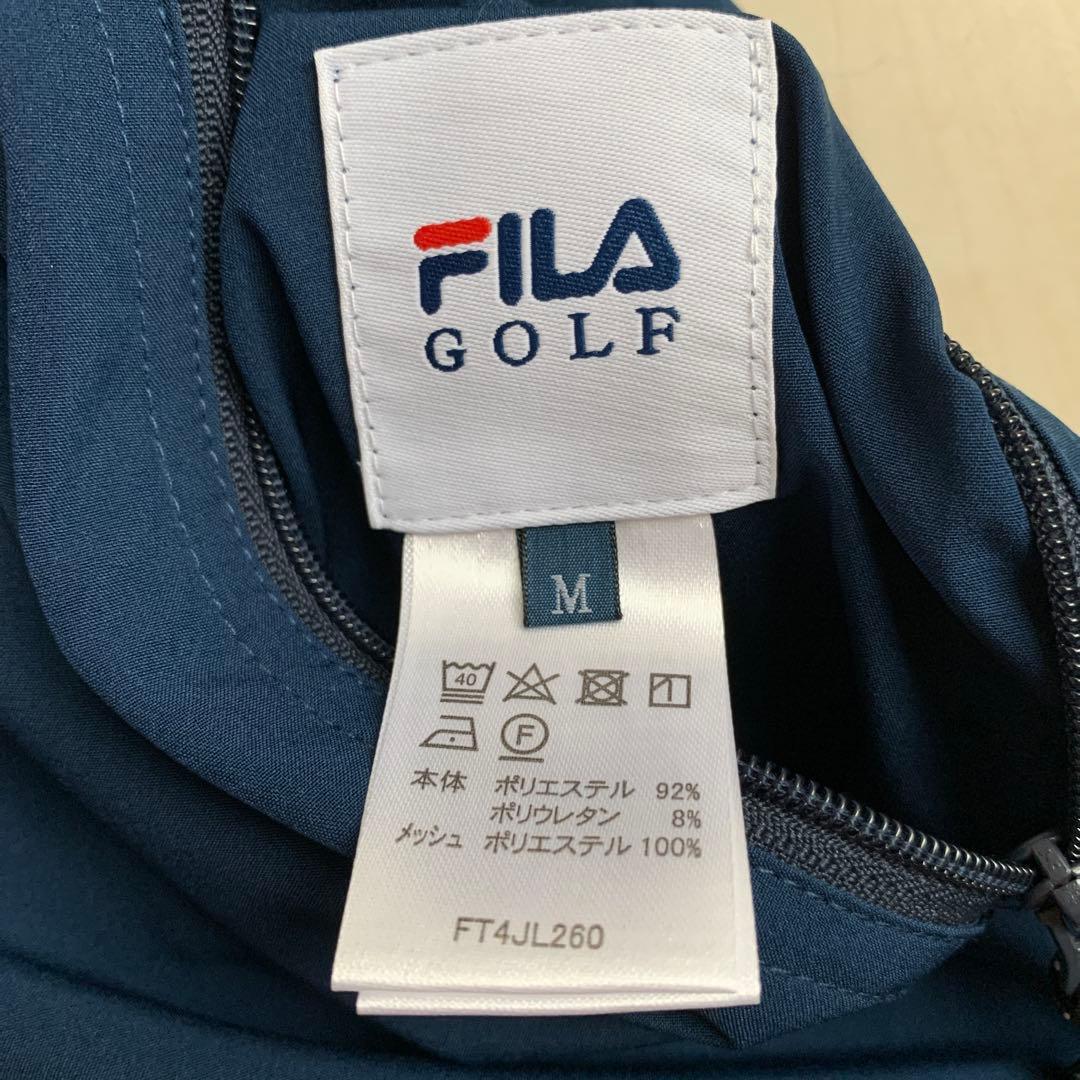 FILA
GOLF
M
40
F
本体 ポリエステル 92%
ポリウレタン 8%
メッシュ ポリエステル 100%
FT4JL260